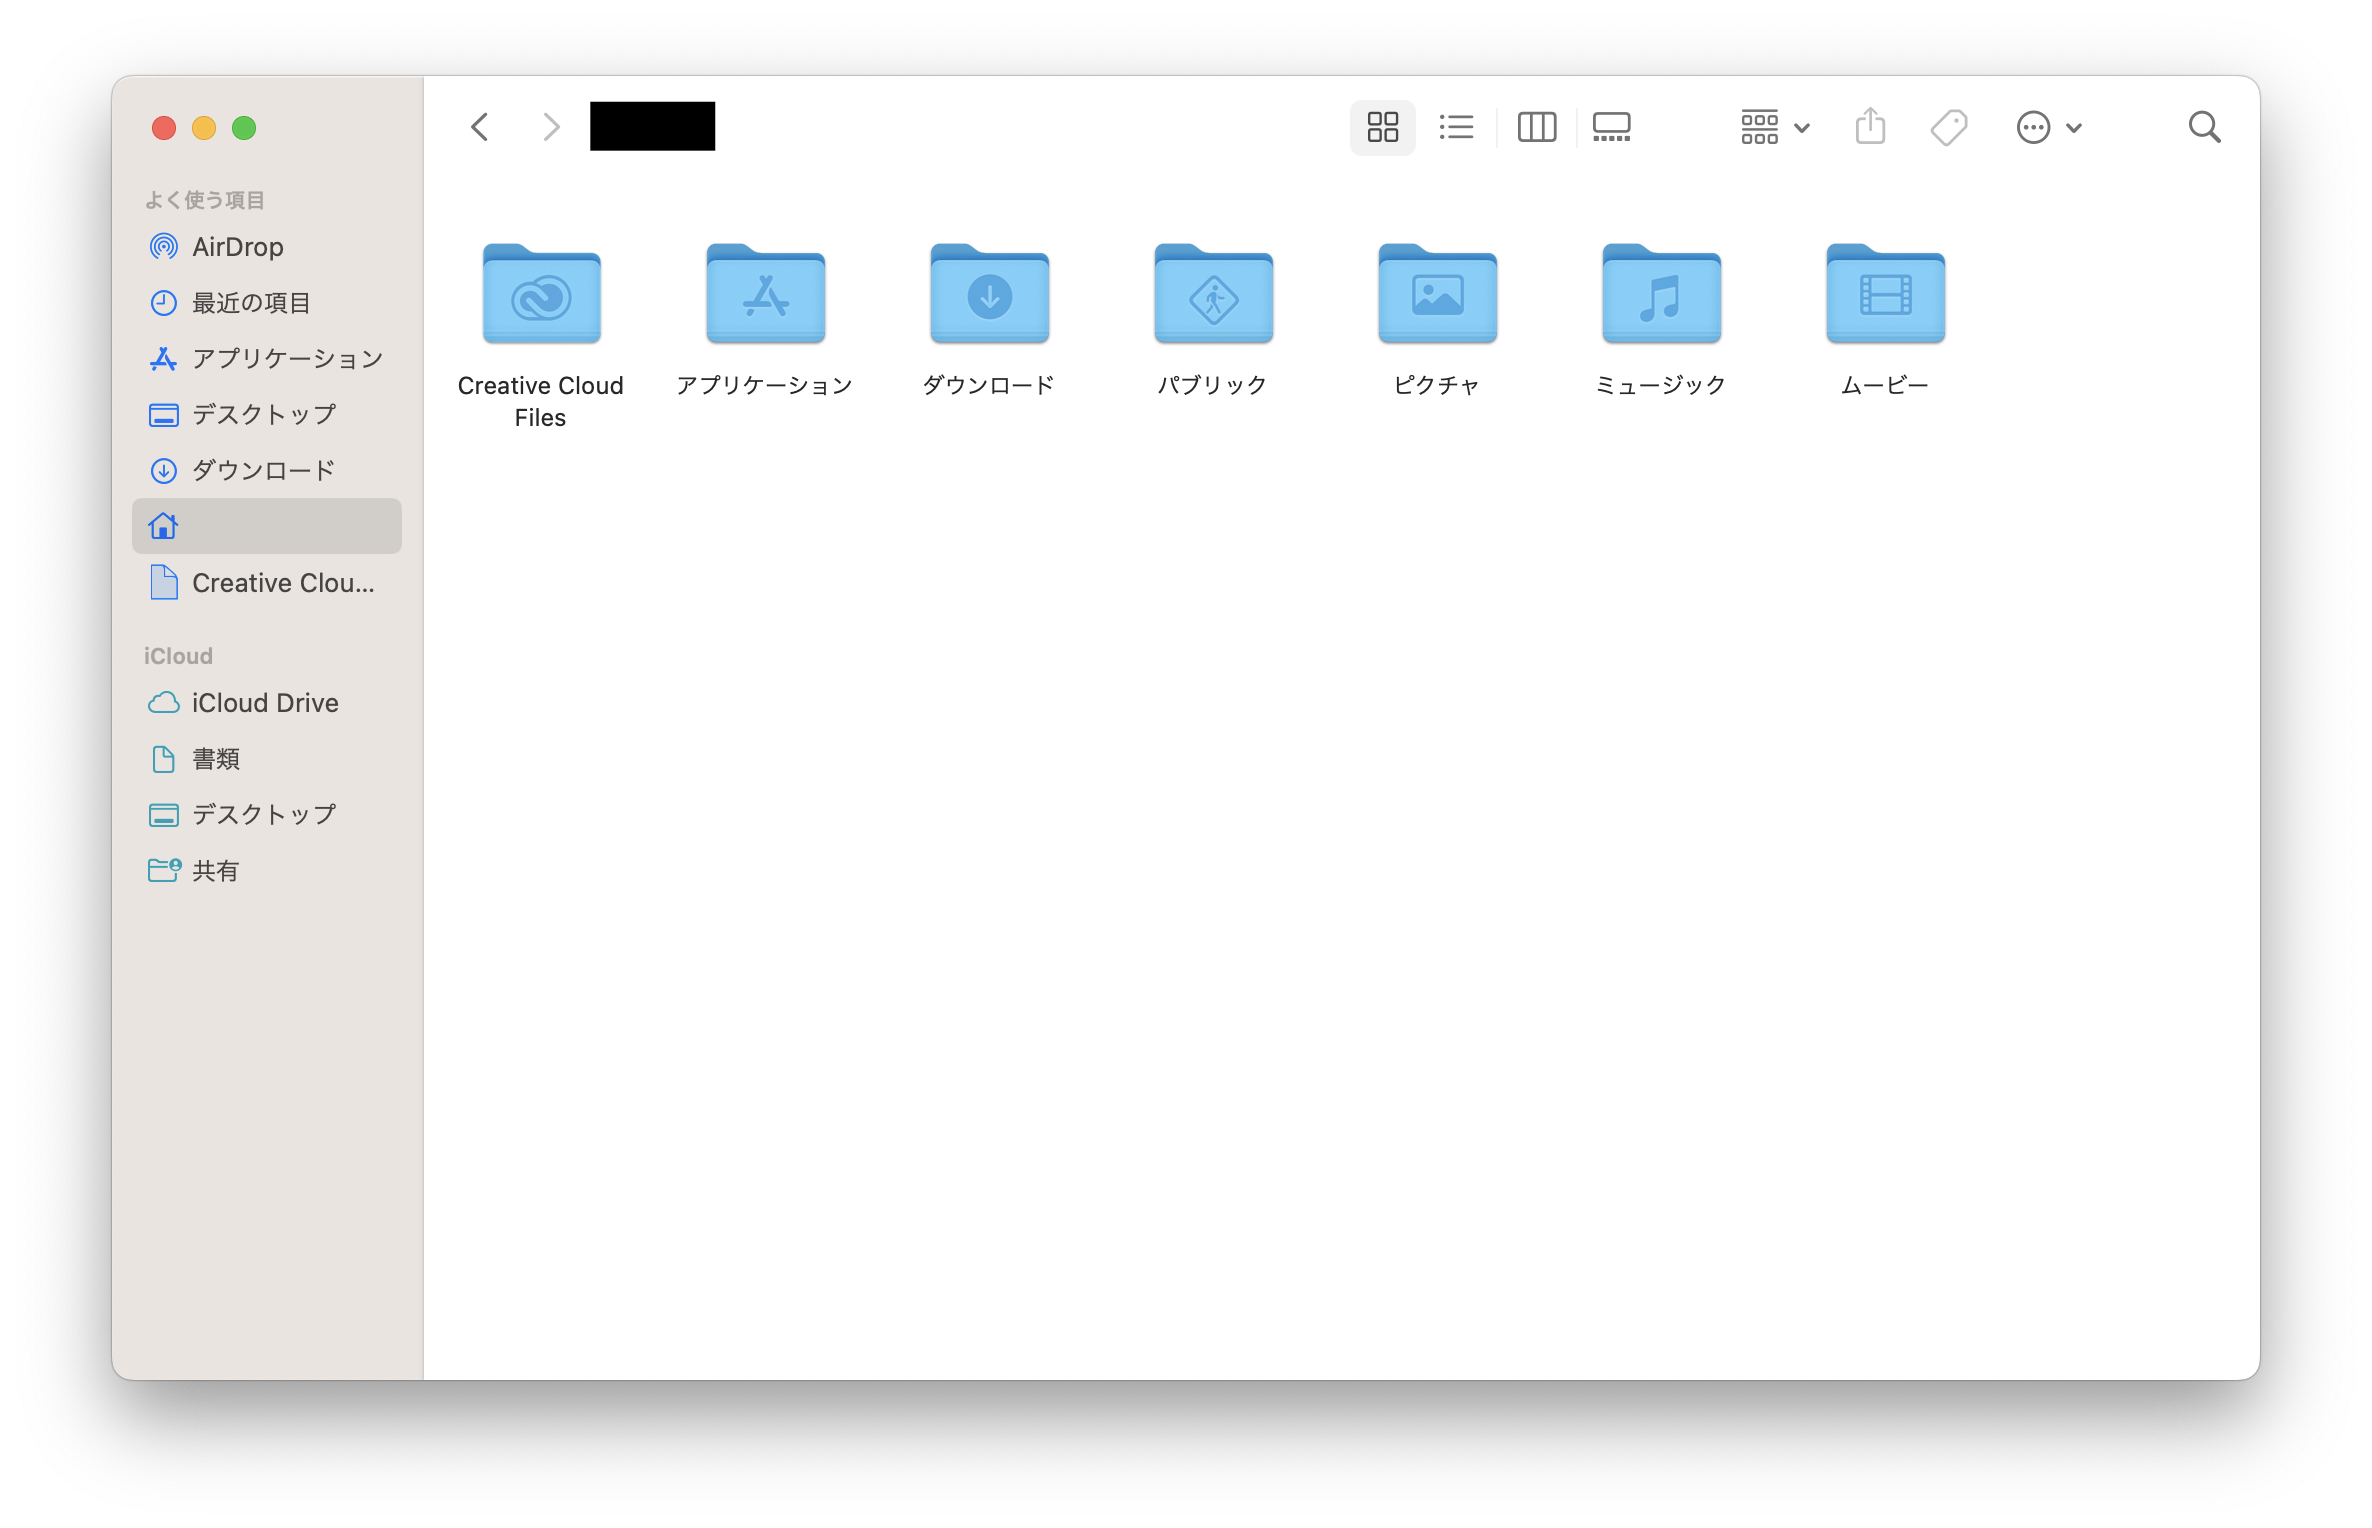 よく使う項目
AirDrop
最近の項目
アプリケーション
デスクトップ
ダウンロード
Creative Clou...
iCloud
iCloud Drive
書類
デスクトップ
共有
Creative Cloud
Files
アプリケーション
ダウンロード
パブリック
ピクチャ
ミュージック
ムービー